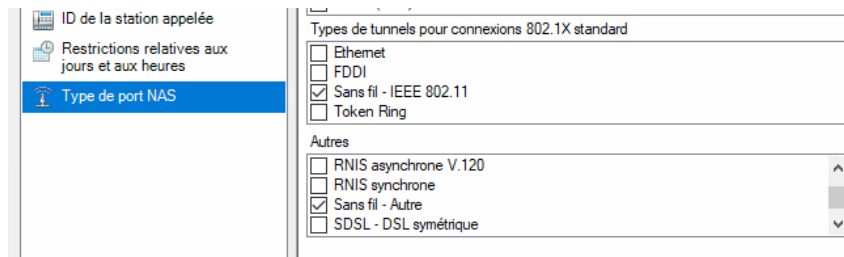 ID de la station appelée
Restrictions relatives aux
jours et aux heures
Type de port NAS
Types de tunnels pour connexions 802.1X standard
Ethernet
FDDI
Sans fil - IEEE 802.11
Token Ring
Autres
RNIS asynchrone V.120
RNIS synchrone
Sans fil - Autre
SDSL - DSL symétrique